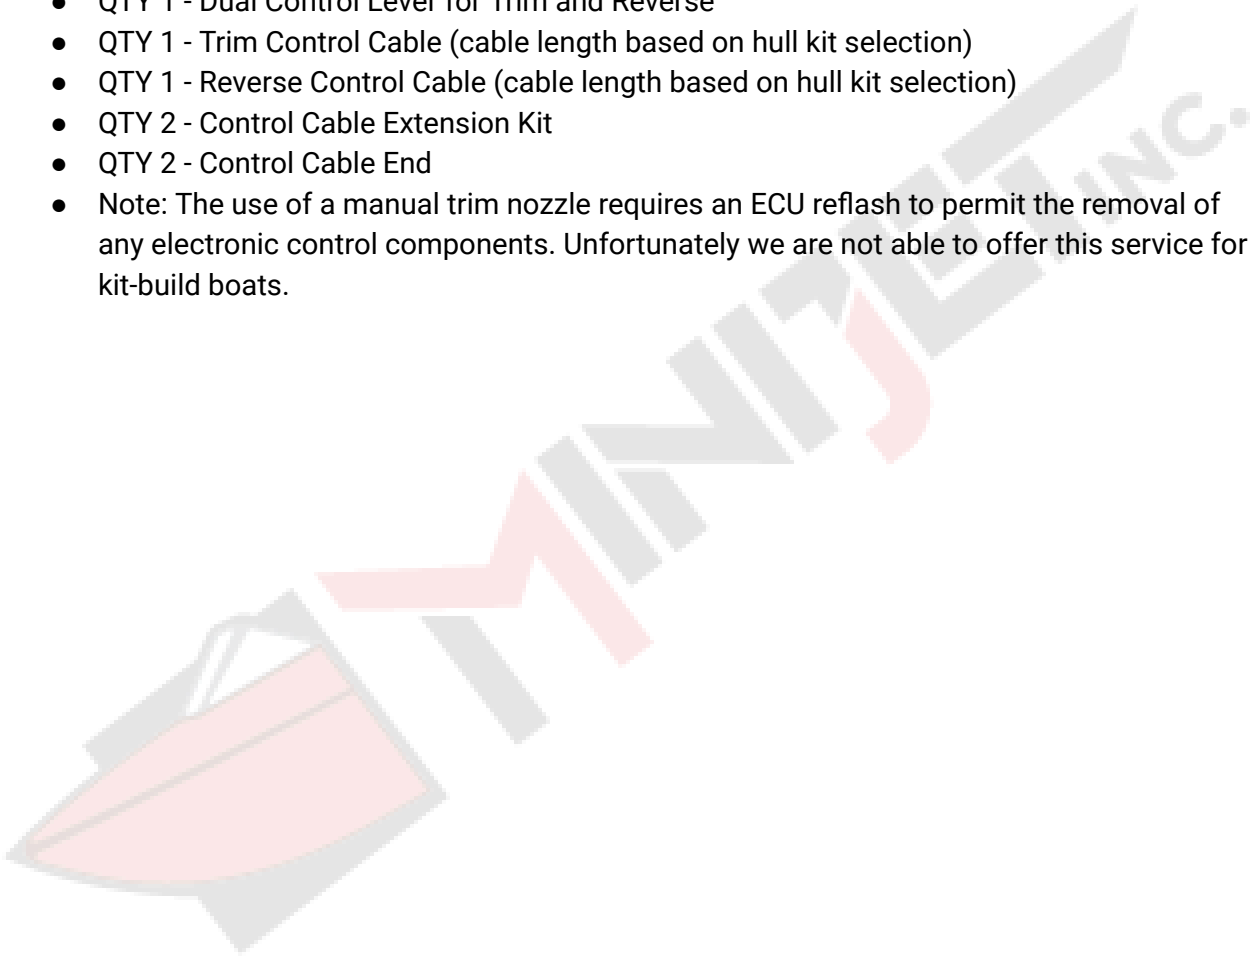 ● QTY 1 - Dual Control Lever for Trim and Reverse
● QTY 1 - Trim Control Cable (cable length based on hull kit selection)
● QTY 1 - Reverse Control Cable (cable length based on hull kit selection)
● QTY 2 - Control Cable Extension Kit
● QTY 2 - Control Cable End
● Note: The use of a manual trim nozzle requires an ECU reflash to permit the removal of
any electronic control components. Unfortunately we are not able to offer this service for
kit-build boats.
MINIJET INC.